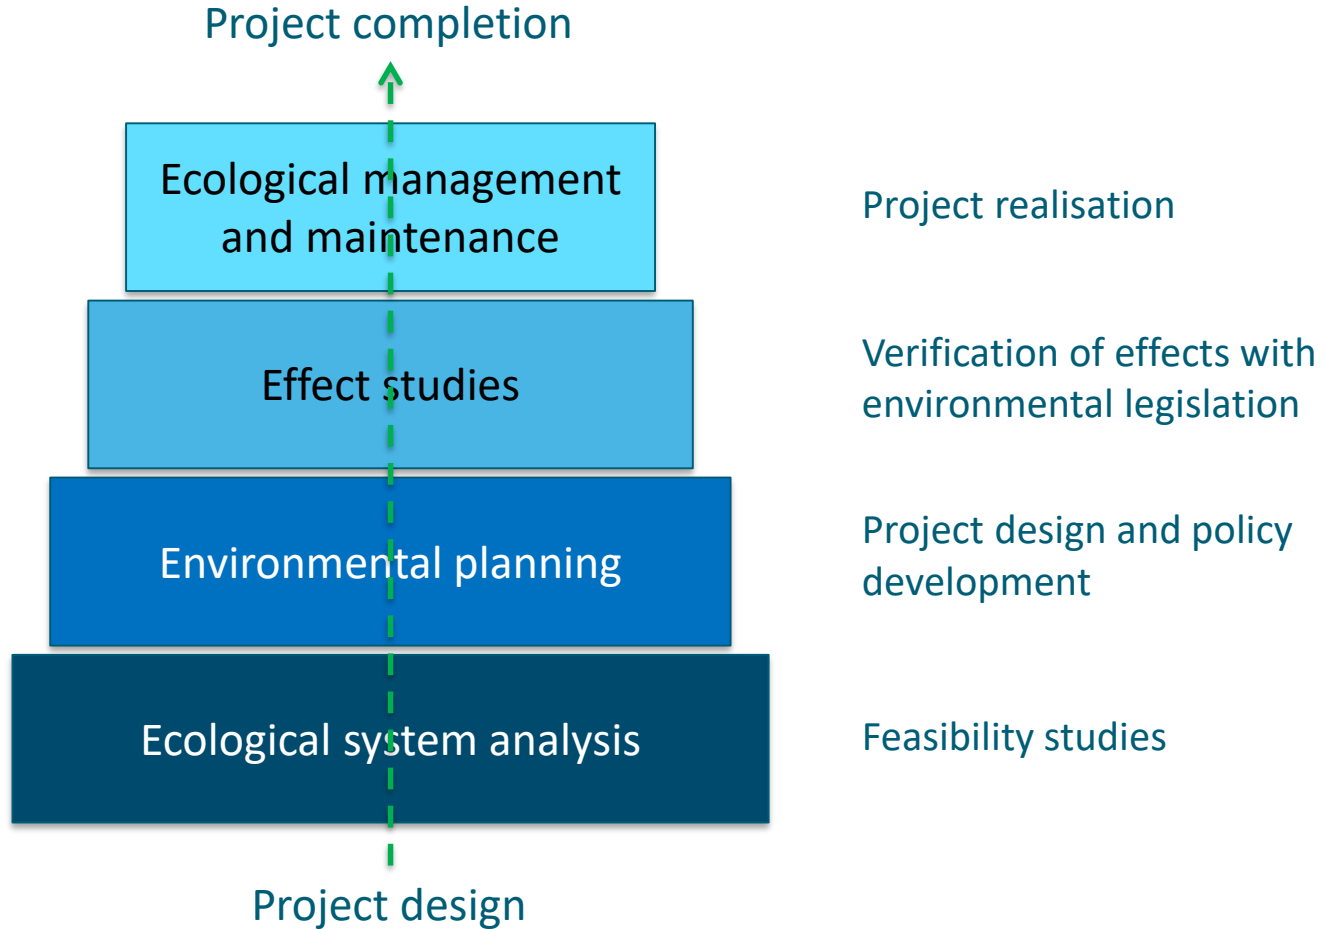 Project completion
Ecological management
and maintenance
Project realisation
Effect studies
Verification of effects with
environmental legislation
Environmental planning
Project design and policy
development
Ecological system analysis
Feasibility studies
Project design